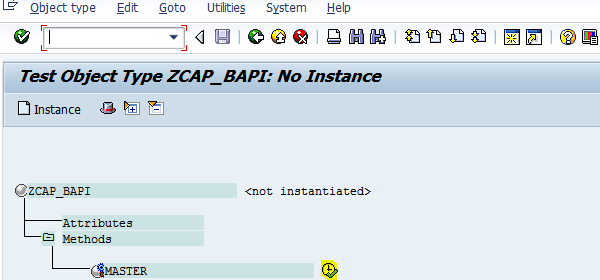 Object type Edit Goto Utilities System Help
Test Object Type ZCAP_BAPI: No Instance
Instance
ZCAP_BAPI <not instantiated>
Attributes
Methods
MASTER